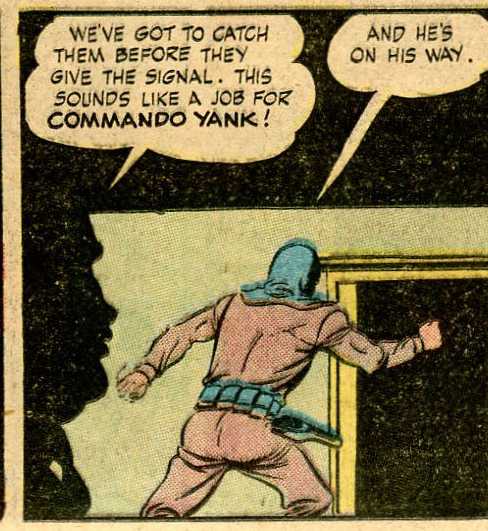 WE'VE GOT TO CATCH
THEM BEFORE THEY
GIVE THE SIGNAL. THIS
SOUNDS LIKE A JOB FOR
COMMANDO YANK!
AND HE'S
ON HIS WAY.